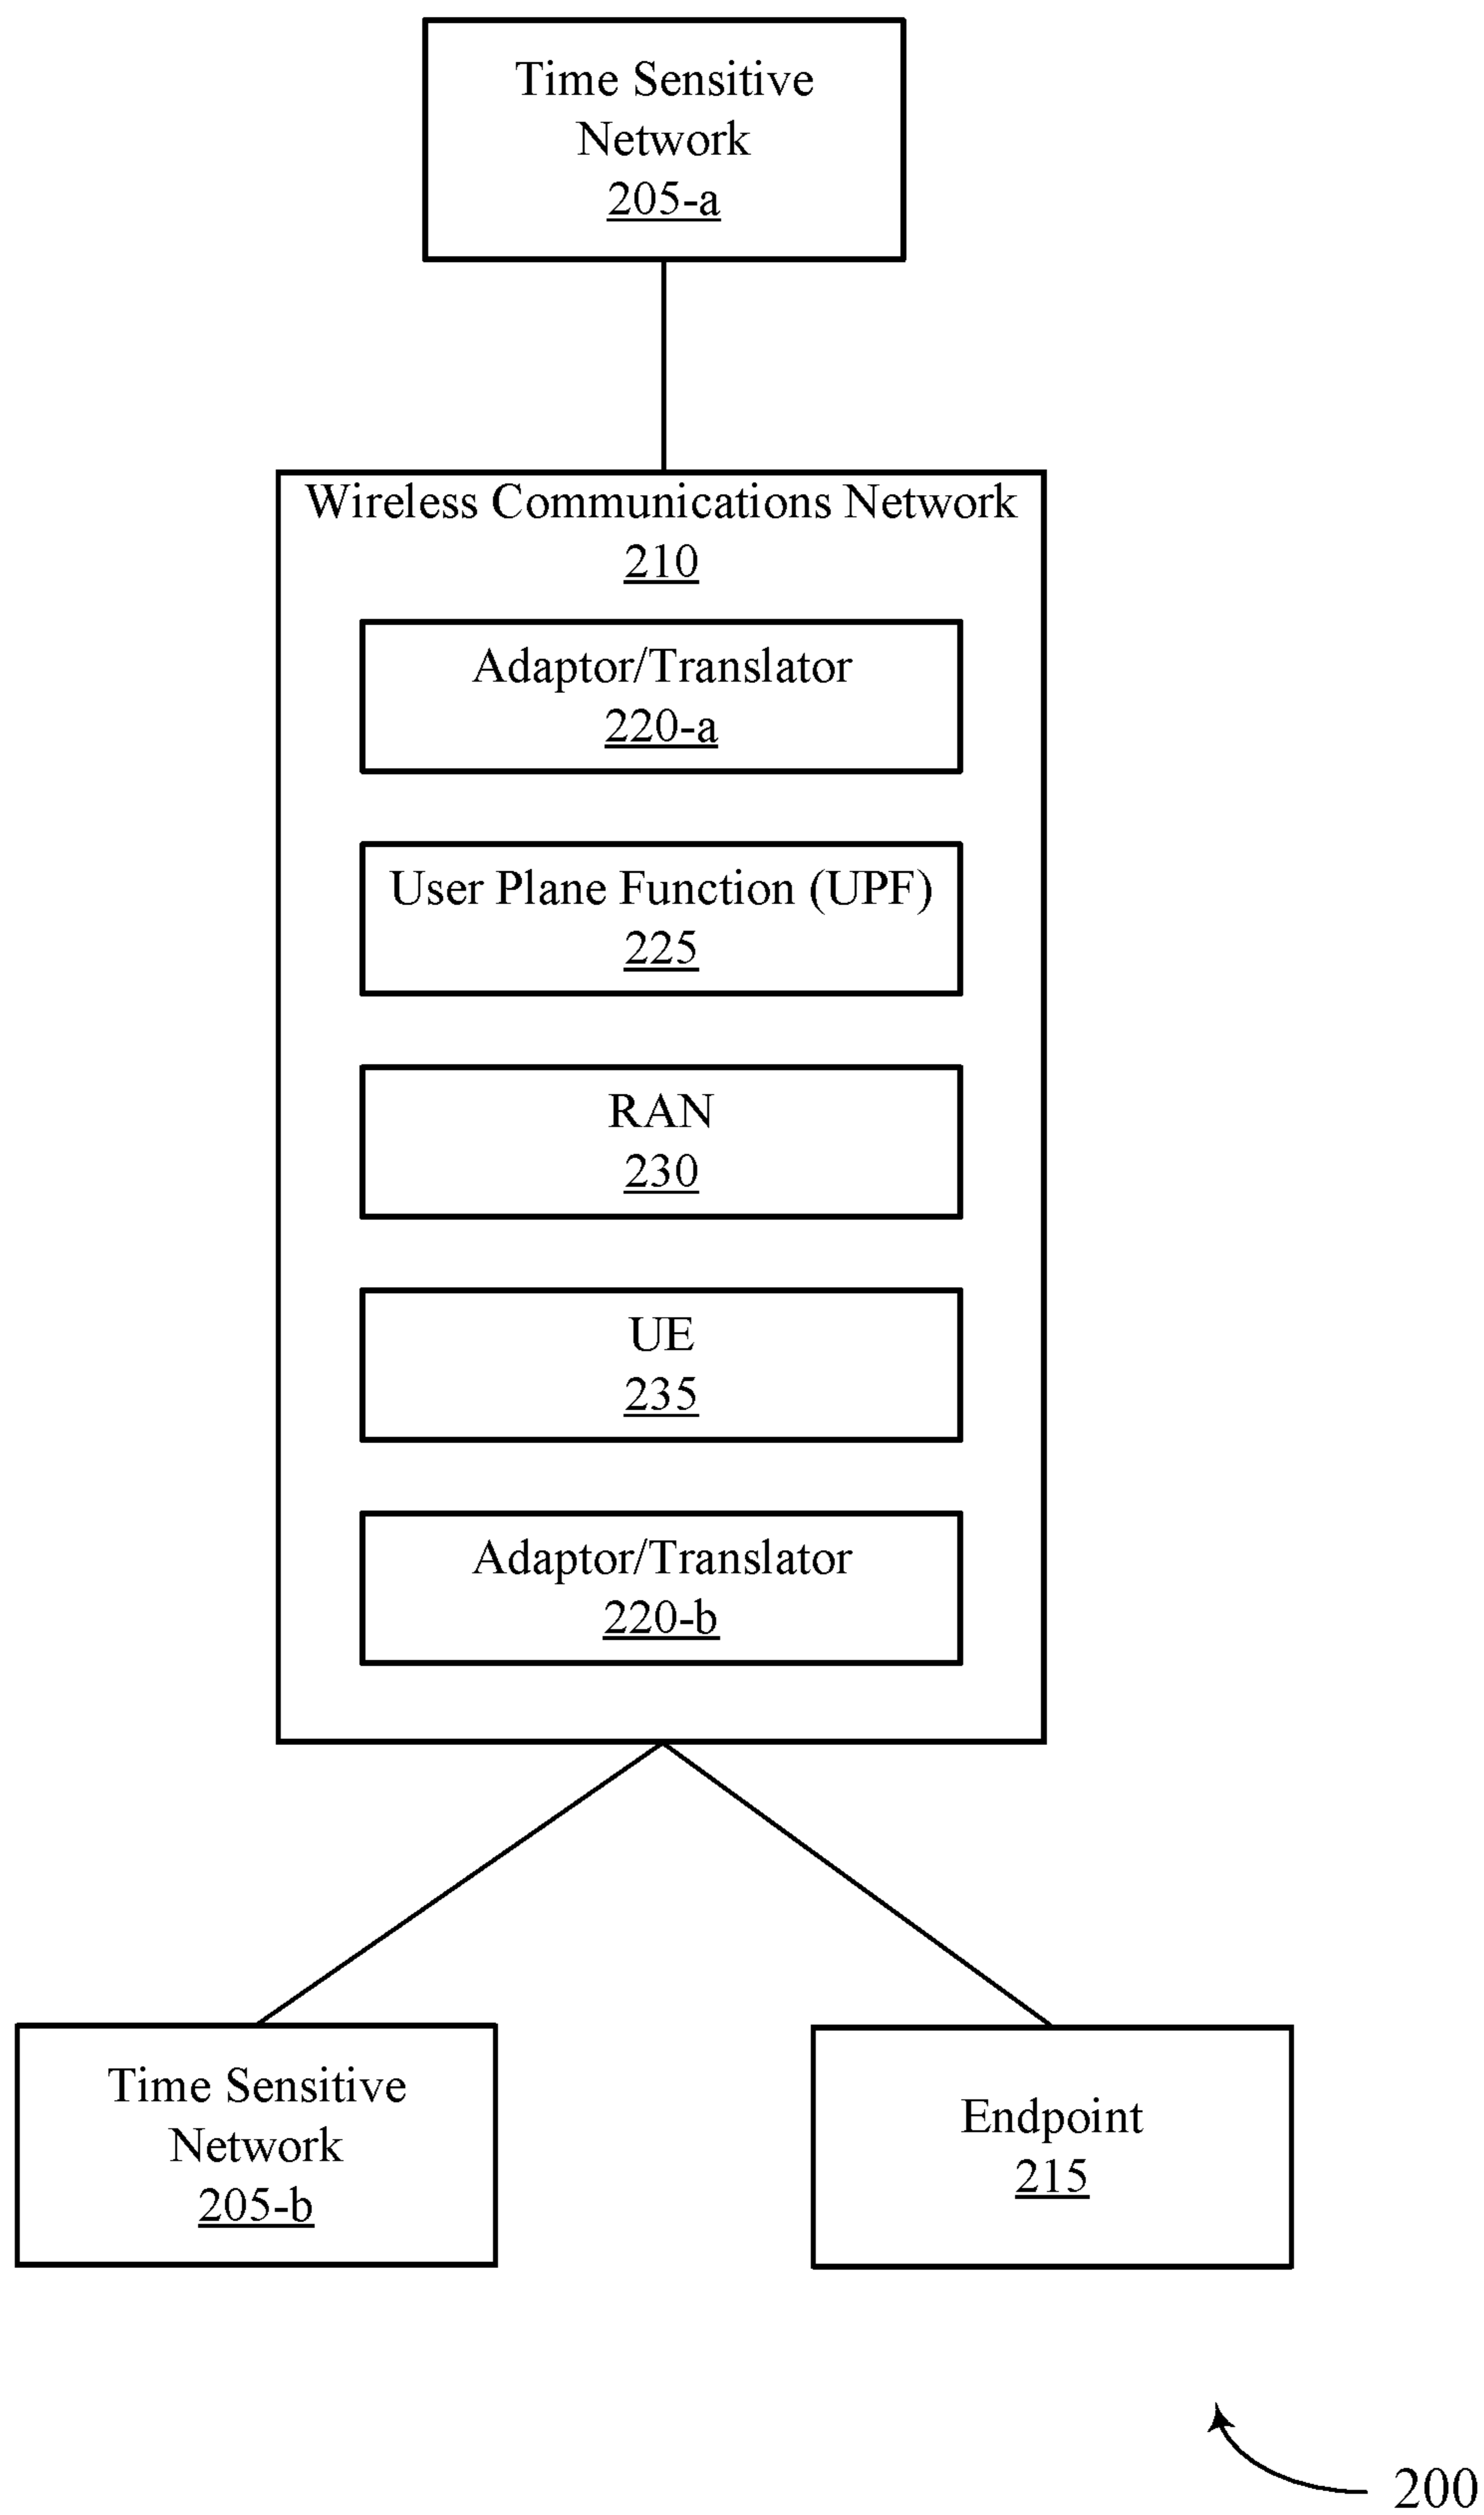 Time Sensitive
Network
205-a
Wireless Communications Network
210
Adaptor/Translator
220-a
User Plane Function (UPF)
225
RAN
230
UE
235
Adaptor/Translator
220-b
Time Sensitive
Network
205-b
Endpoint
215
200